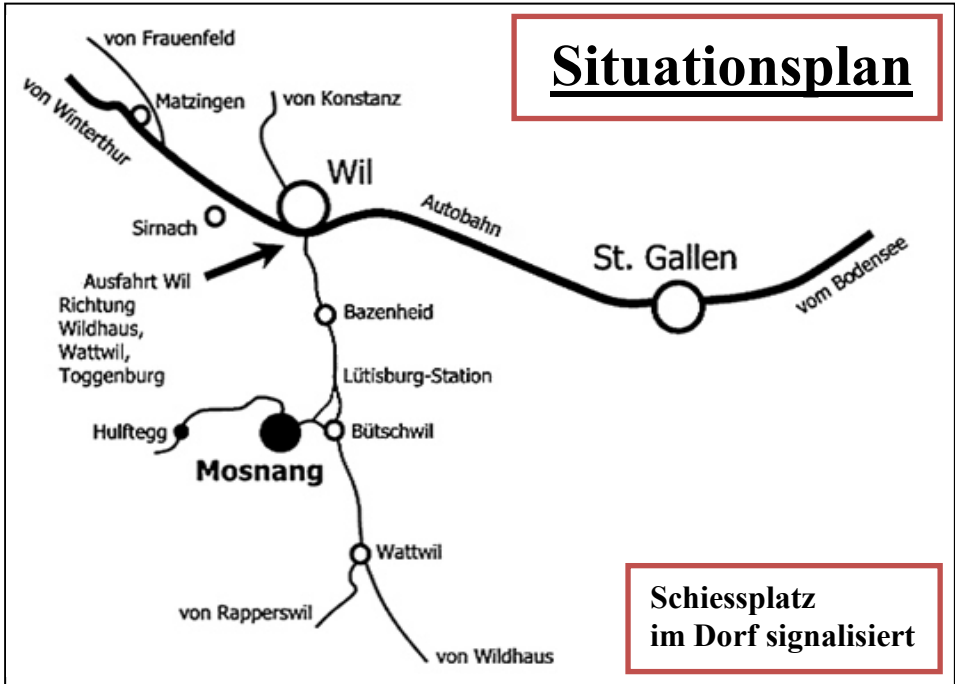 von Frauenfeld
Situationsplan
von Winterthur
Matzingen
von Konstanz
Wil
Sirnach
Autobahn
St. Gallen
vom Bodensee
Ausfahrt Wil
Richtung
Wildhaus,
Wattwil,
Toggenburg
Bazenheid
Lütisburg-Station
Hulftegg
Bütschwil
Mosnang
Wattwil
von Rapperswil
von Wildhaus
Schiessplatz
im Dorf signalisiert